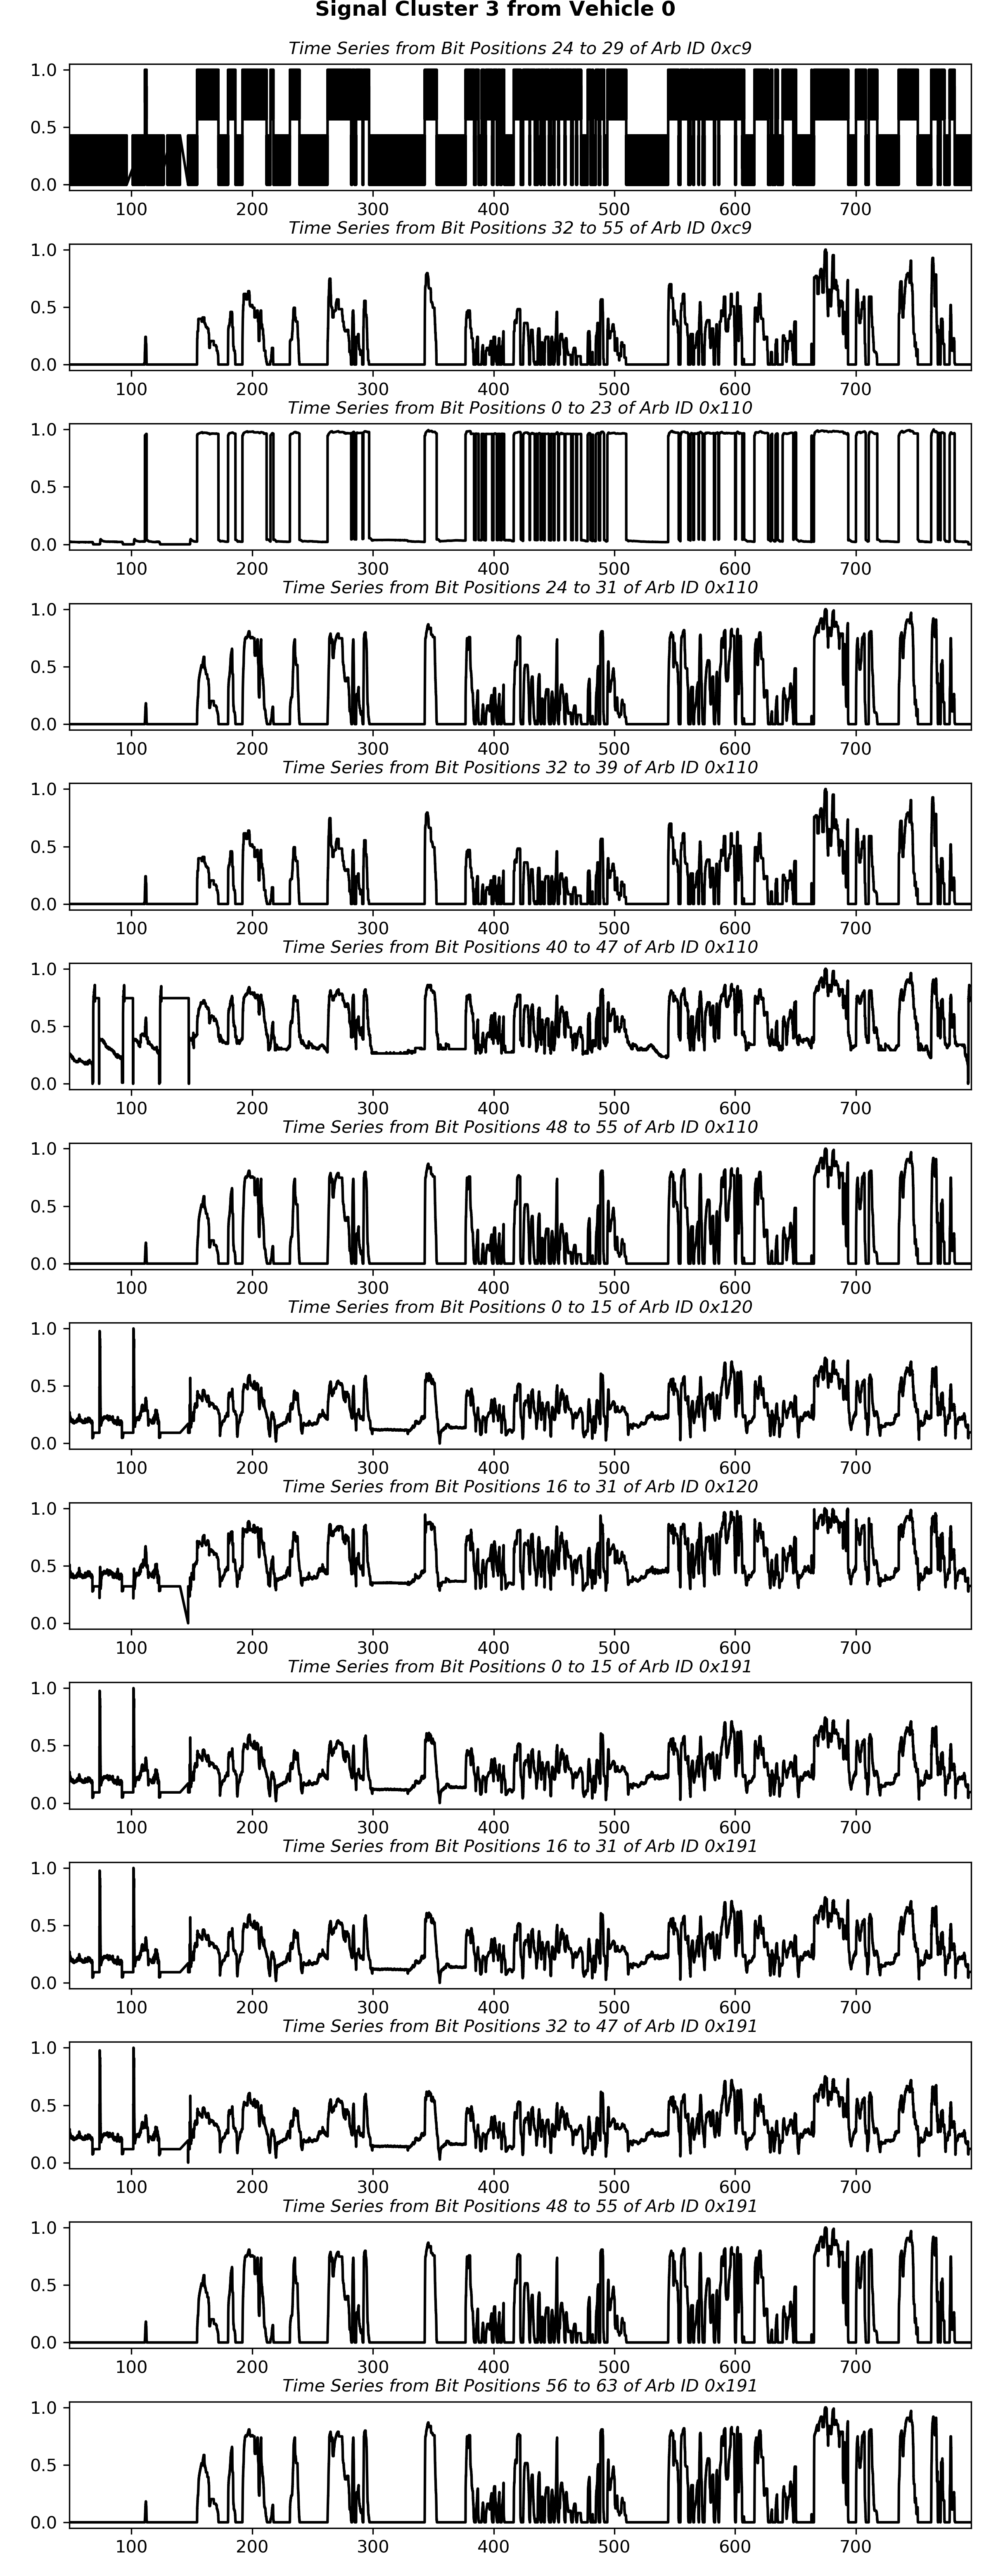 Signal Cluster 3 from Vehicle 0
Time Series from Bit Positions 24 to 29 of Arb ID 0xc9
1.0
0.5
0.0
100 200 300 400 500 600 700
Time Series from Bit Positions 32 to 55 of Arb ID 0xc9
1.0
0.5
0.0
100 200 300 400 500 600 700
Time Series from Bit Positions 0 to 23 of Arb ID 0x110
1.0
0.5
0.0
100 200 300 400 500 600 700
Time Series from Bit Positions 24 to 31 of Arb ID 0x110
1.0
0.5
0.0
100 200 300 400 500 600 700
Time Series from Bit Positions 32 to 39 of Arb ID 0x110
1.0
0.5
0.0
100 200 300 400 500 600 700
Time Series from Bit Positions 40 to 47 of Arb ID 0x110
1.0
0.5
0.0
100 200 300 400 500 600 700
Time Series from Bit Positions 48 to 55 of Arb ID 0x110
1.0
0.5
0.0
100 200 300 400 500 600 700
Time Series from Bit Positions 0 to 15 of Arb ID 0x120
1.0
0.5
0.0
100 200 300 400 500 600 700
Time Series from Bit Positions 16 to 31 of Arb ID 0x120
1.0
0.5
0.0
100 200 300 400 500 600 700
Time Series from Bit Positions 0 to 15 of Arb ID 0x191
1.0
0.5
0.0
100 200 300 400 500 600 700
Time Series from Bit Positions 16 to 31 of Arb ID 0x191
1.0
0.5
0.0
100 200 300 400 500 600 700
Time Series from Bit Positions 32 to 47 of Arb ID 0x191
1.0
0.5
0.0
100 200 300 400 500 600 700
Time Series from Bit Positions 48 to 55 of Arb ID 0x191
1.0
0.5
0.0
100 200 300 400 500 600 700
Time Series from Bit Positions 56 to 63 of Arb ID 0x191
1.0
0.5
0.0
100 200 300 400 500 600 700